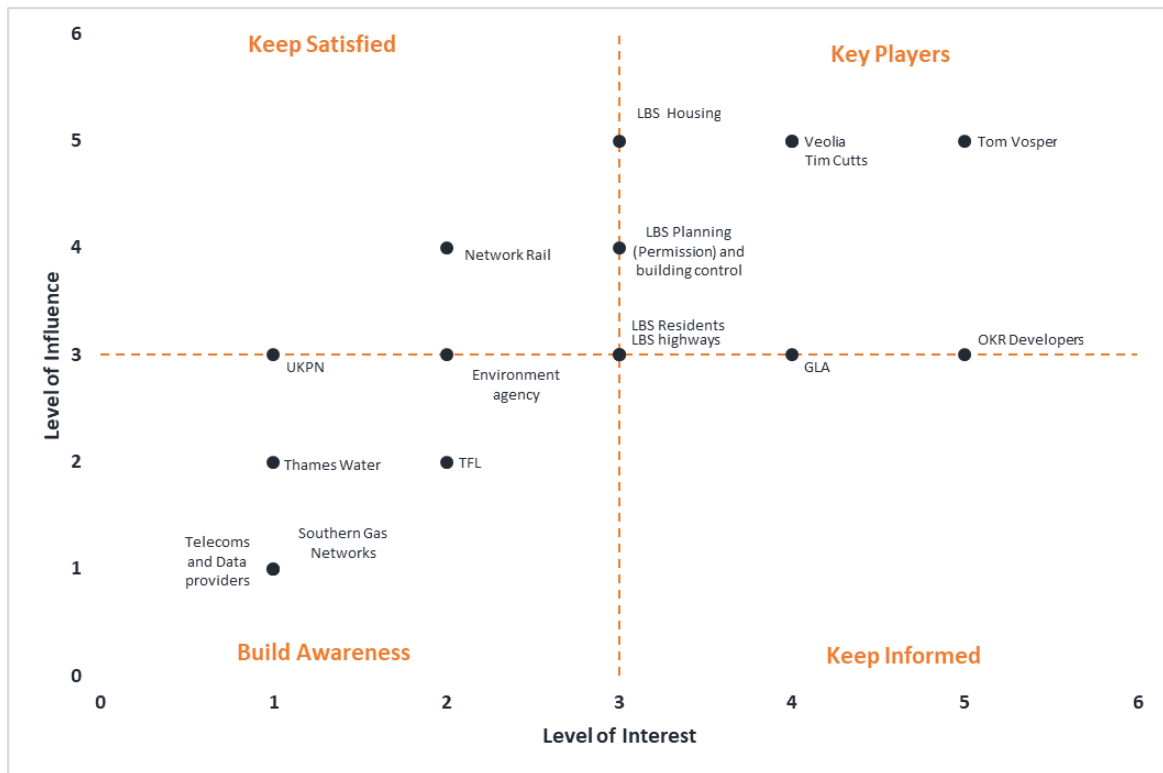 6
Keep Satisfied
Key Players
LBS Housing
5
Veolia
Tim Cutts
Tom Vosper
4
Network Rail
LBS Planning
(Permission) and
building control
Level of Influence
LBS Residents
LBS highways
OKR Developers
3
UKPN
Environment
agency
GLA
2
Thames Water
TFL
Southern Gas
Networks
Telecoms
and Data
providers
1
Build Awareness
Keep Informed
0
0
1
2
3
4
5
6
Level of Interest